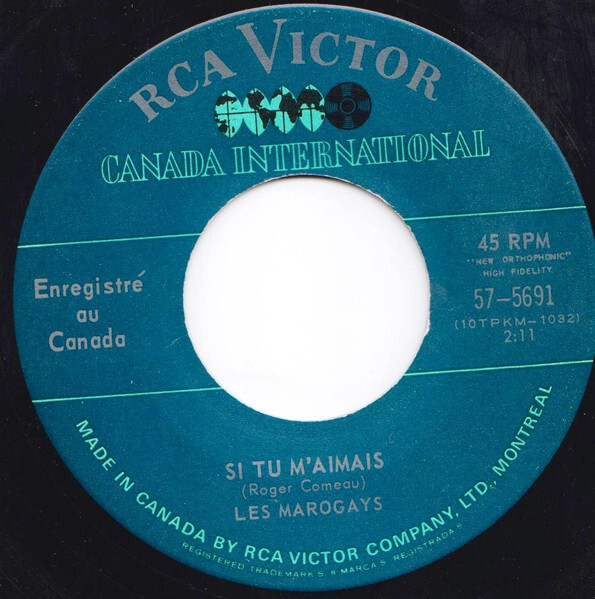 RCA VICTOR
CANADA INTERNATIONAL
Enregistré
au
Canada
45 RPM
"NEW ORTHOPHONIC"
HIGH FIDELITY
57-5691
(10TPKM-1032)
2:11
SI TU M'AIMAIS
(Roger Comeau)
LES MAROGAYS
MADE IN CANADA BY RCA VICTOR COMPANY, LTD., MONTREAL
REGISTERED TRADEMARKS. MARCAS REGISTRADAS